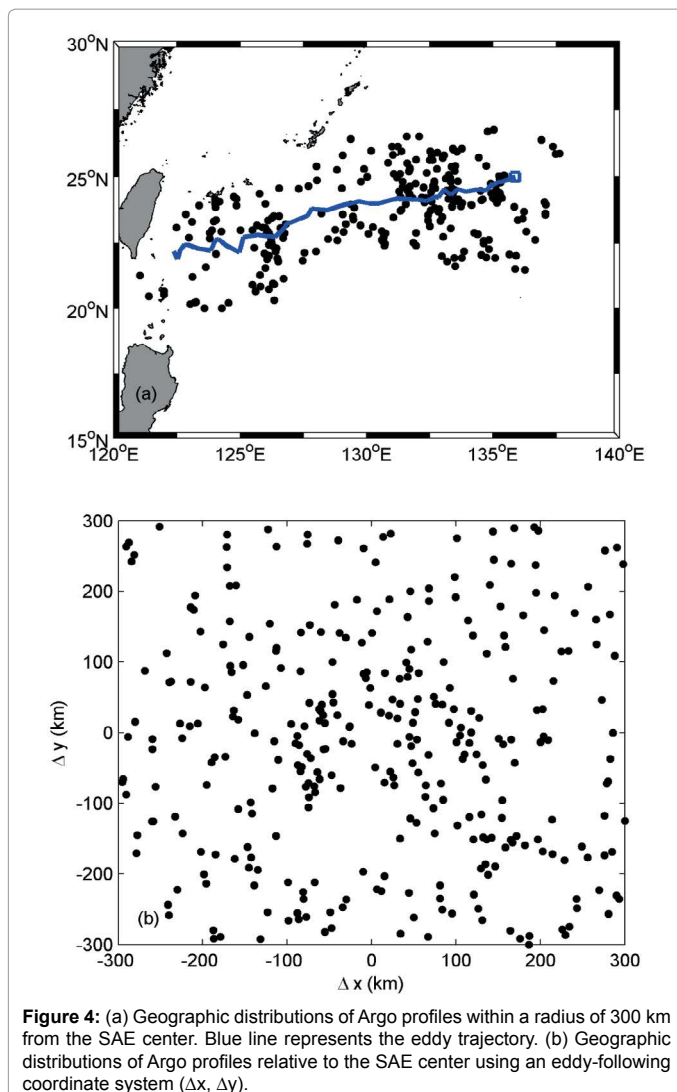 30°N
25°N
20°N
15°N
(a)
120°E 125°E 130°E 135°E 140°E
300
200
100
0
-100
-200
-300
Δ y (km)
(b)
-300 -200 -100 0 100 200 300
Δ x (km)
Figure 4: (a) Geographic distributions of Argo profiles within a radius of 300 km
from the SAE center. Blue line represents the eddy trajectory. (b) Geographic
distributions of Argo profiles relative to the SAE center using an eddy-following
coordinate system (Δx, Δy).